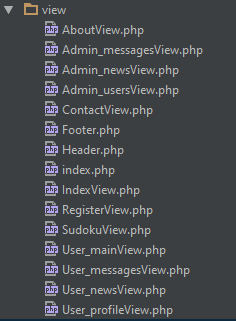 view
AboutView.php
Admin_messagesView.php
Admin_newsView.php
Admin_usersView.php
ContactView.php
Footer.php
Header.php
index.php
IndexView.php
RegisterView.php
SudokuView.php
User_mainView.php
User_messagesView.php
User_newsView.php
User_profileView.php